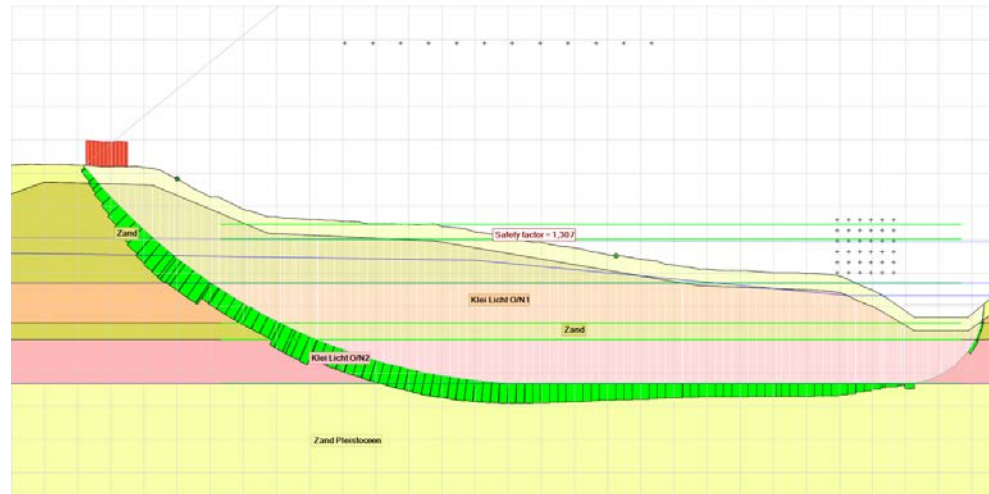 Zand
Safety factor = 1,307
Klei Licht O/N1
Zand
Klei Licht O/N2
Zand Pleistoceen